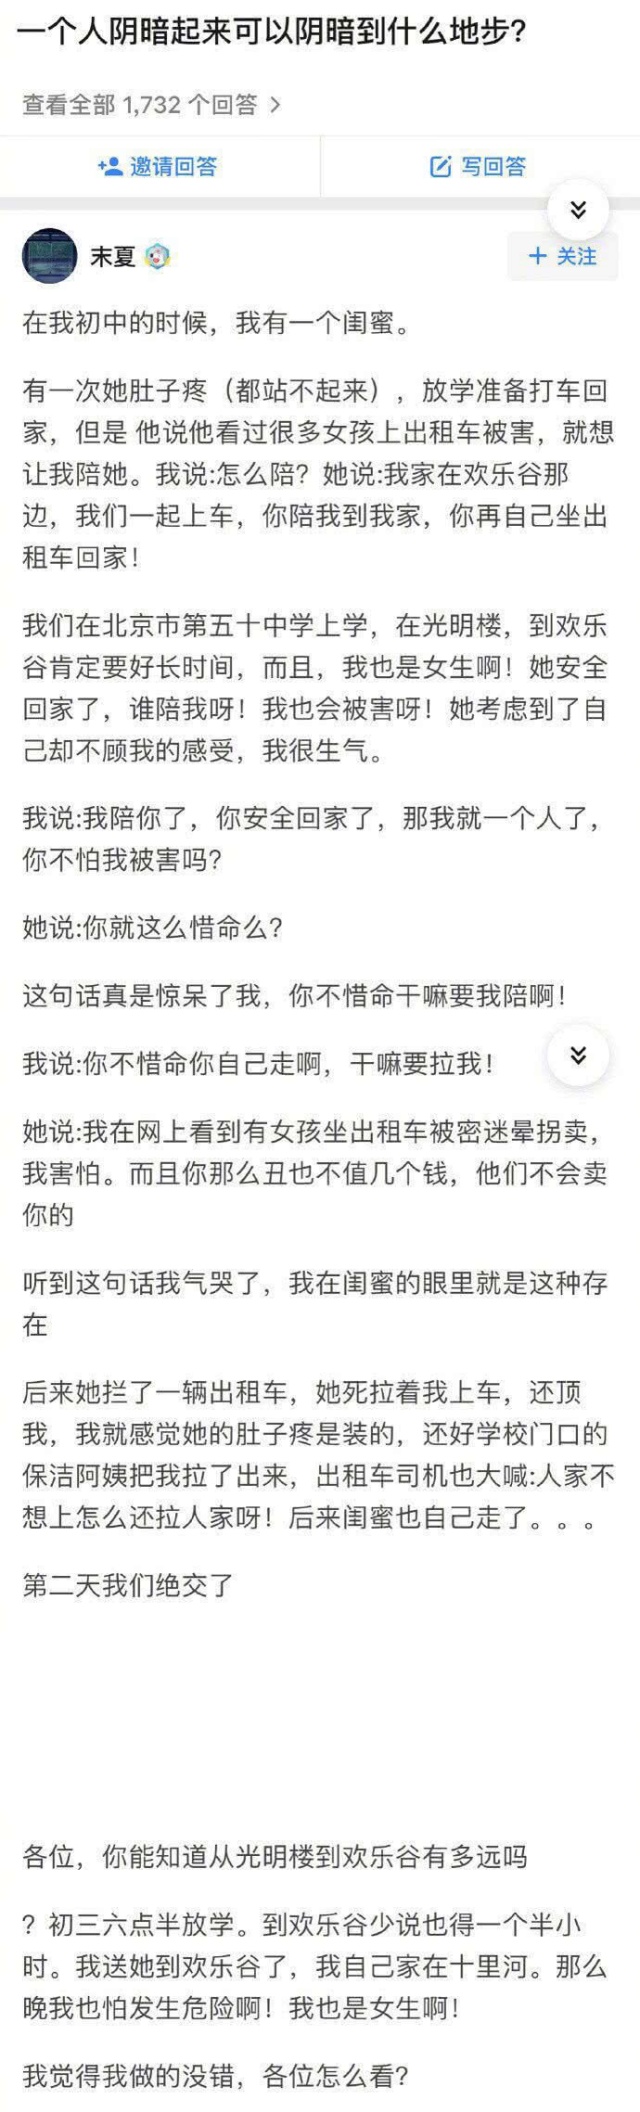 一个人阴暗起来可以阴暗到什么地步?
查看全部 1,732 个回答
邀请回答
写回答
末夏
+ 关注
在我初中的时候，我有一个闺蜜。
有一次她肚子疼（都站不起来），放学准备打车回
家，但是 他说他看过很多女孩上出租车被害，就想
让我陪她。我说:怎么陪？她说:我家在欢乐谷那
边，我们一起上车，你陪我到我家，你再自己坐出
租车回家！
我们在北京市第五十中学上学，在光明楼，到欢乐
谷肯定要好长时间，而且，我也是女生啊！她安全
回家了，谁陪我呀！我也会被害呀！她考虑到了自
己却不顾我的感受，我很生气。
我说:我陪你了，你安全回家了，那我就一个人了，
你不怕我被害吗？
她说:你就这么惜命么？
这句话真是惊呆了我，你不惜命干嘛要我陪啊！
我说:你不惜命你自己走啊，干嘛要拉我！
她说:我在网上看到有女孩坐出租车被密迷晕拐卖，
我害怕。而且你那么丑也不值几个钱，他们不会卖
你的
听到这句话我气哭了，我在闺蜜的眼里就是这种存
在
后来她拦了一辆出租车，她死拉着我上车，还顶
我，我就感觉她的肚子疼是装的，还好学校门口的
保洁阿姨把我拉了出来，出租车司机也大喊:人家不
想上怎么还拉人家呀！后来闺蜜也自己走了。。。
第二天我们绝交了
各位，你能知道从光明楼到欢乐谷有多远吗
？初三六点半放学。到欢乐谷少说也得一个半小
时。我送她到欢乐谷了，我自己家在十里河。那么
晚我也怕发生危险啊！我也是女生啊！
我觉得我做的没错，各位怎么看？